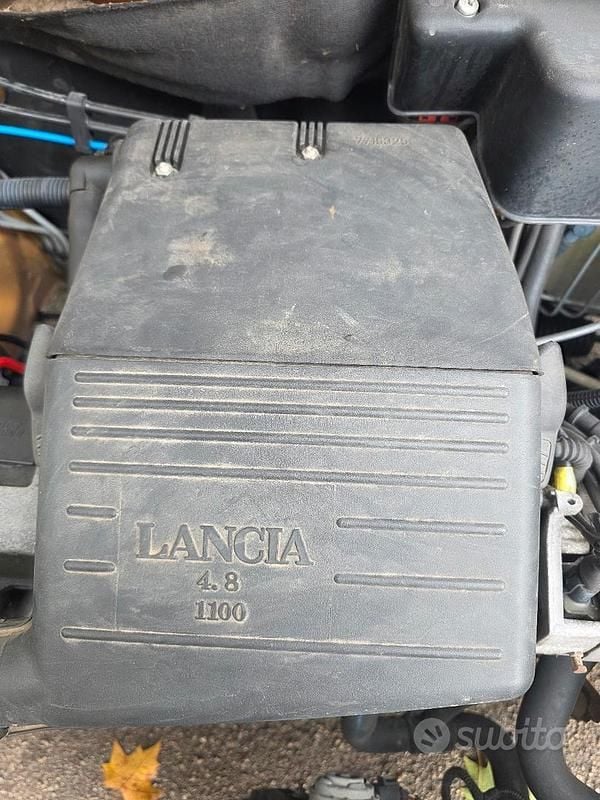 LANCIA
4.8
1100
subito